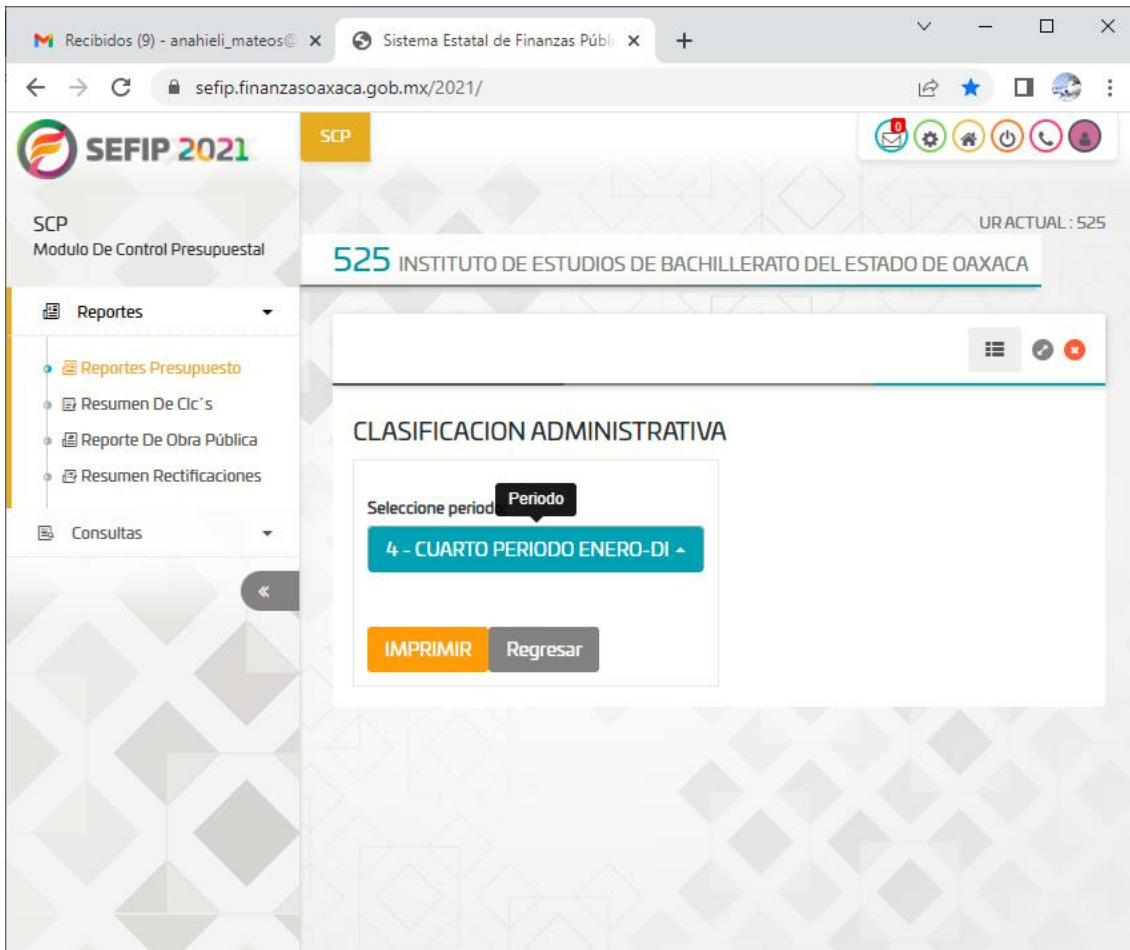 Recibidos (9) - anahieli_mateos@
Sistema Estatal de Finanzas Públi
sefip.finanzasoaxaca.gob.mx/2021/
SEFIP 2021
SCP
0
SCP
Modulo De Control Presupuestal
UR ACTUAL : 525
525 INSTITUTO DE ESTUDIOS DE BACHILLERATO DEL ESTADO DE OAXACA
Reportes
Reportes Presupuesto
Resumen De Clc´s
Reporte De Obra Pública
Resumen Rectificaciones
Consultas
CLASIFICACION ADMINISTRATIVA
Periodo
Seleccione periodo
4 - CUARTO PERIODO ENERO-DI
IMPRIMIR
Regresar